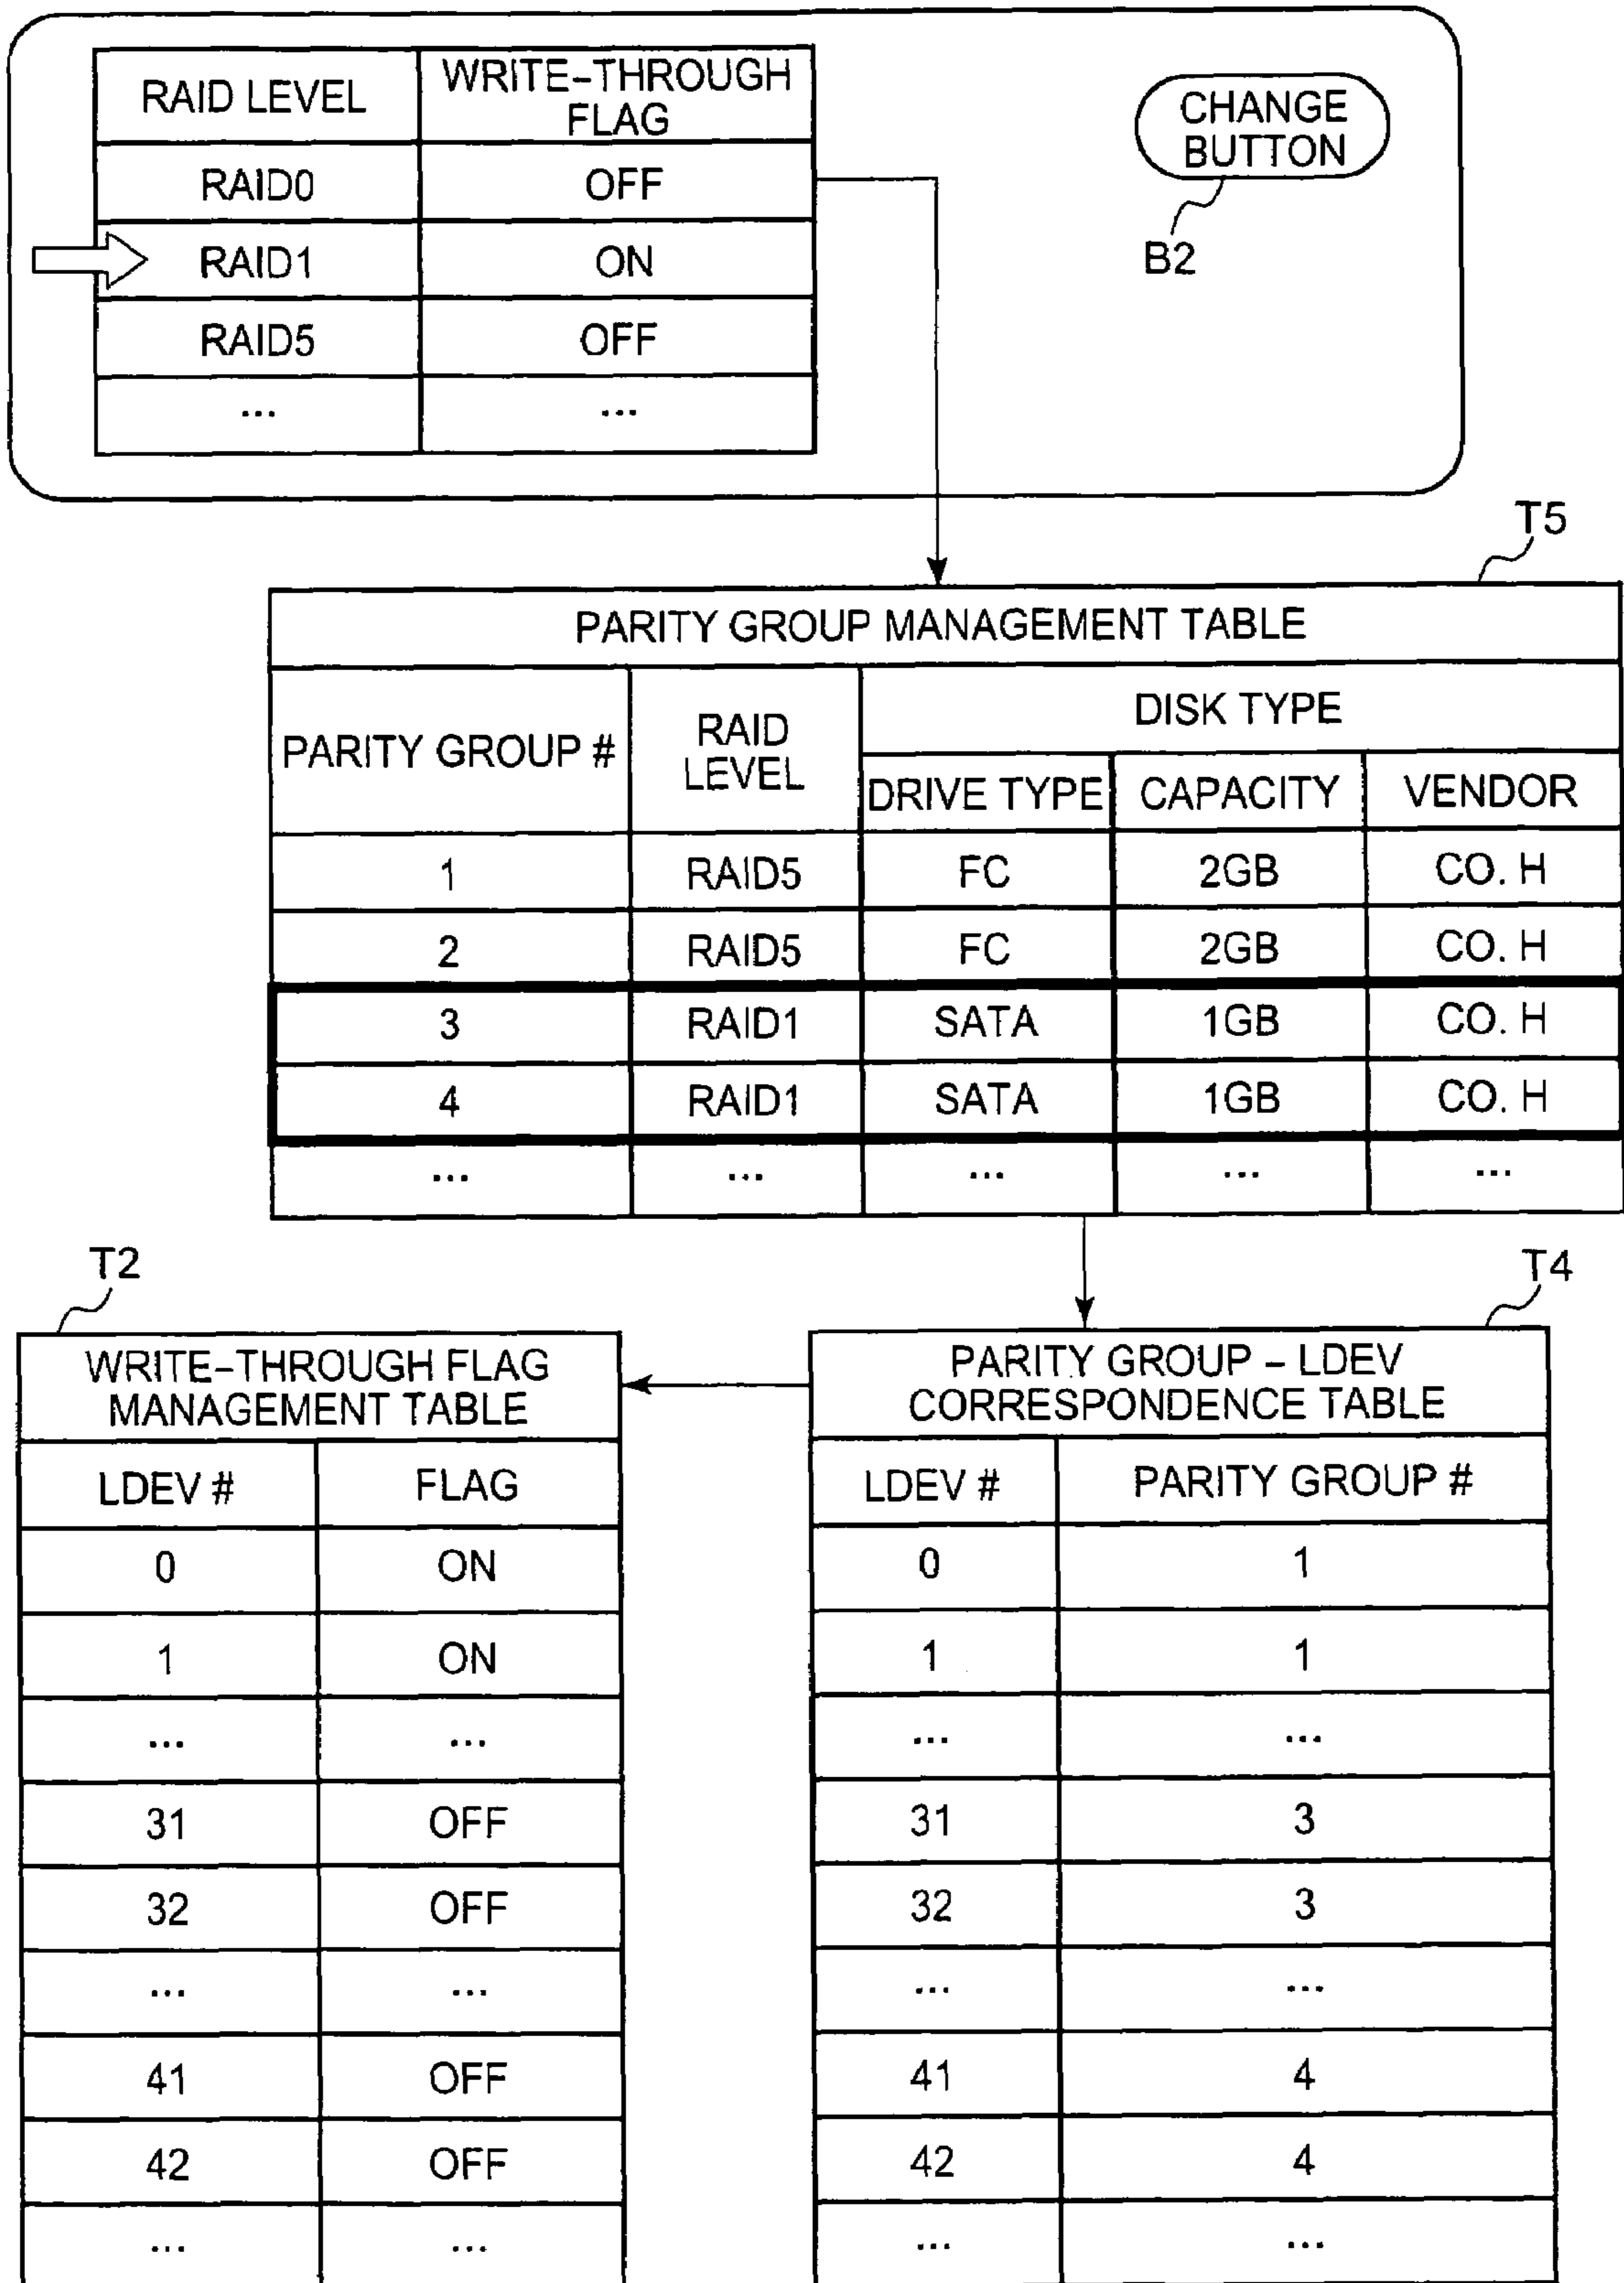 RAID LEVEL WRITE-THROUGH
FLAG
RAID0 OFF
RAID1 ON
RAID5 OFF
... ...
CHANGE
BUTTON
B2
T5
PARITY GROUP MANAGEMENT TABLE
PARITY GROUP # RAID
LEVEL DISK TYPE
DRIVE TYPE CAPACITY VENDOR
1 RAID5 FC 2GB CO. H
2 RAID5 FC 2GB CO. H
3 RAID1 SATA 1GB CO. H
4 RAID1 SATA 1GB CO. H
... ... ... ... ...
T2
WRITE-THROUGH FLAG
MANAGEMENT TABLE
LDEV # FLAG
0 ON
1 ON
... ...
31 OFF
32 OFF
... ...
41 OFF
42 OFF
... ...
T4
PARITY GROUP – LDEV
CORRESPONDENCE TABLE
LDEV # PARITY GROUP #
0 1
1 1
... ...
31 3
32 3
... ...
41 4
42 4
... ...